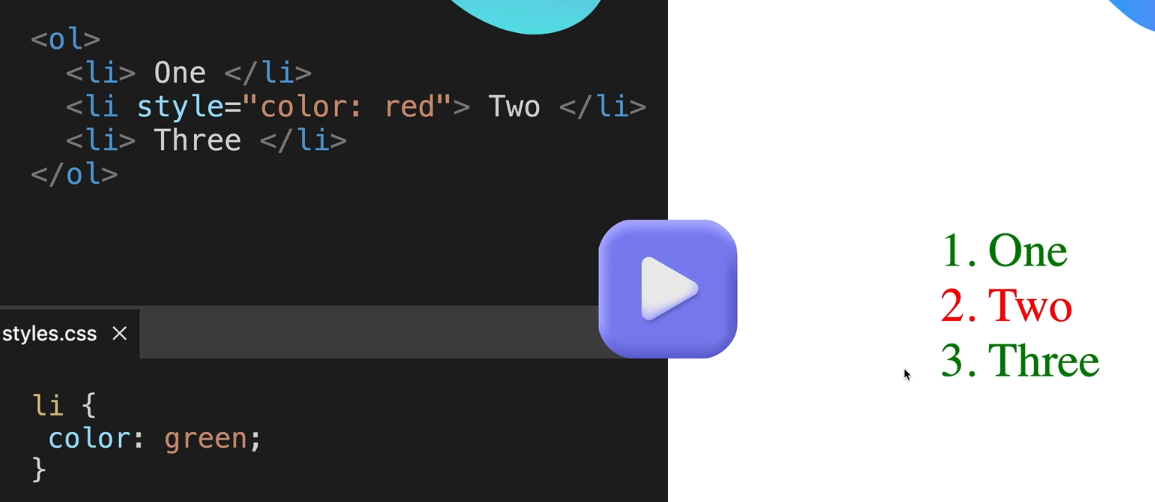 <ol>
<li> One </li>
<li style="color: red"> Two </li>
<li> Three </li>
</ol>
styles.css ×
li {
color: green;
}
1. One
2. Two
3. Three